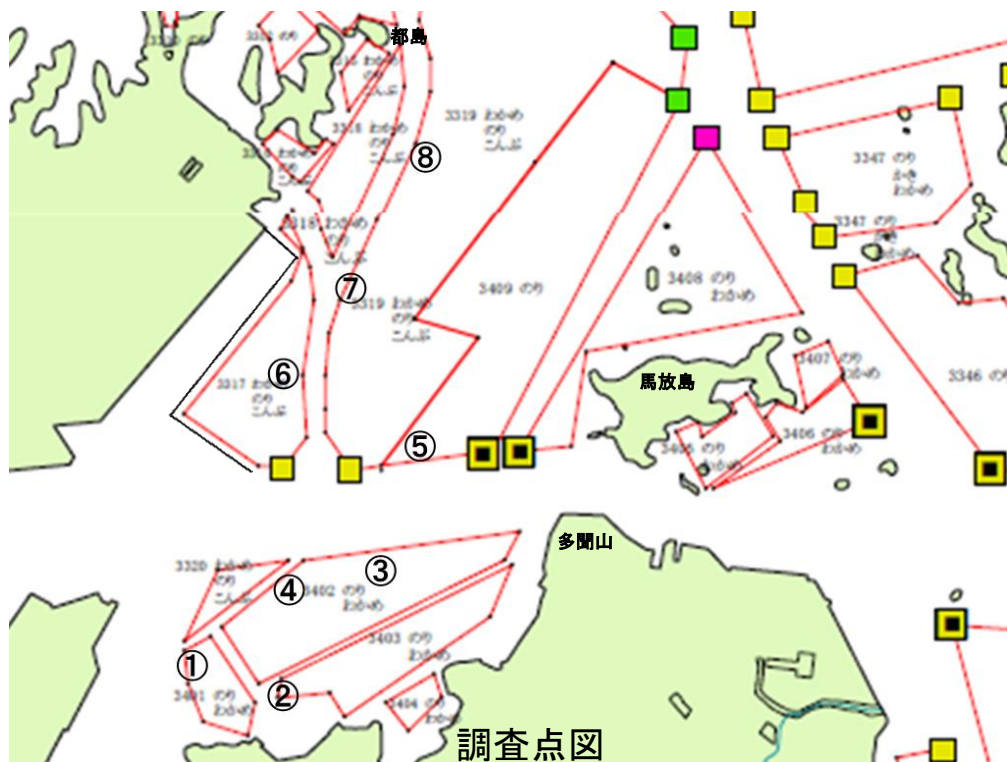 都島
3319 わかめ
のり
こんぶ
3318 わかめ
のり
こんぶ
⑧
3347 のり
かき
わかめ
3347 のり
かき
わかめ
3318 わかめ
のり
こんぶ
⑦
3319 わかめ
のり
こんぶ
3409 のり
3408 のり
わかめ
⑥
3317
のり
こんぶ
馬放島
3407 のり
わかめ
3346 のり
3405 のり
わかめ
3406 のり
わかめ
⑤
多聞山
3320 わかめ
のり
こんぶ
③
④
3402 のり
わかめ
3403 のり
わかめ
①
3401 のり
わかめ
②
3404 のり
わかめ
調査点図